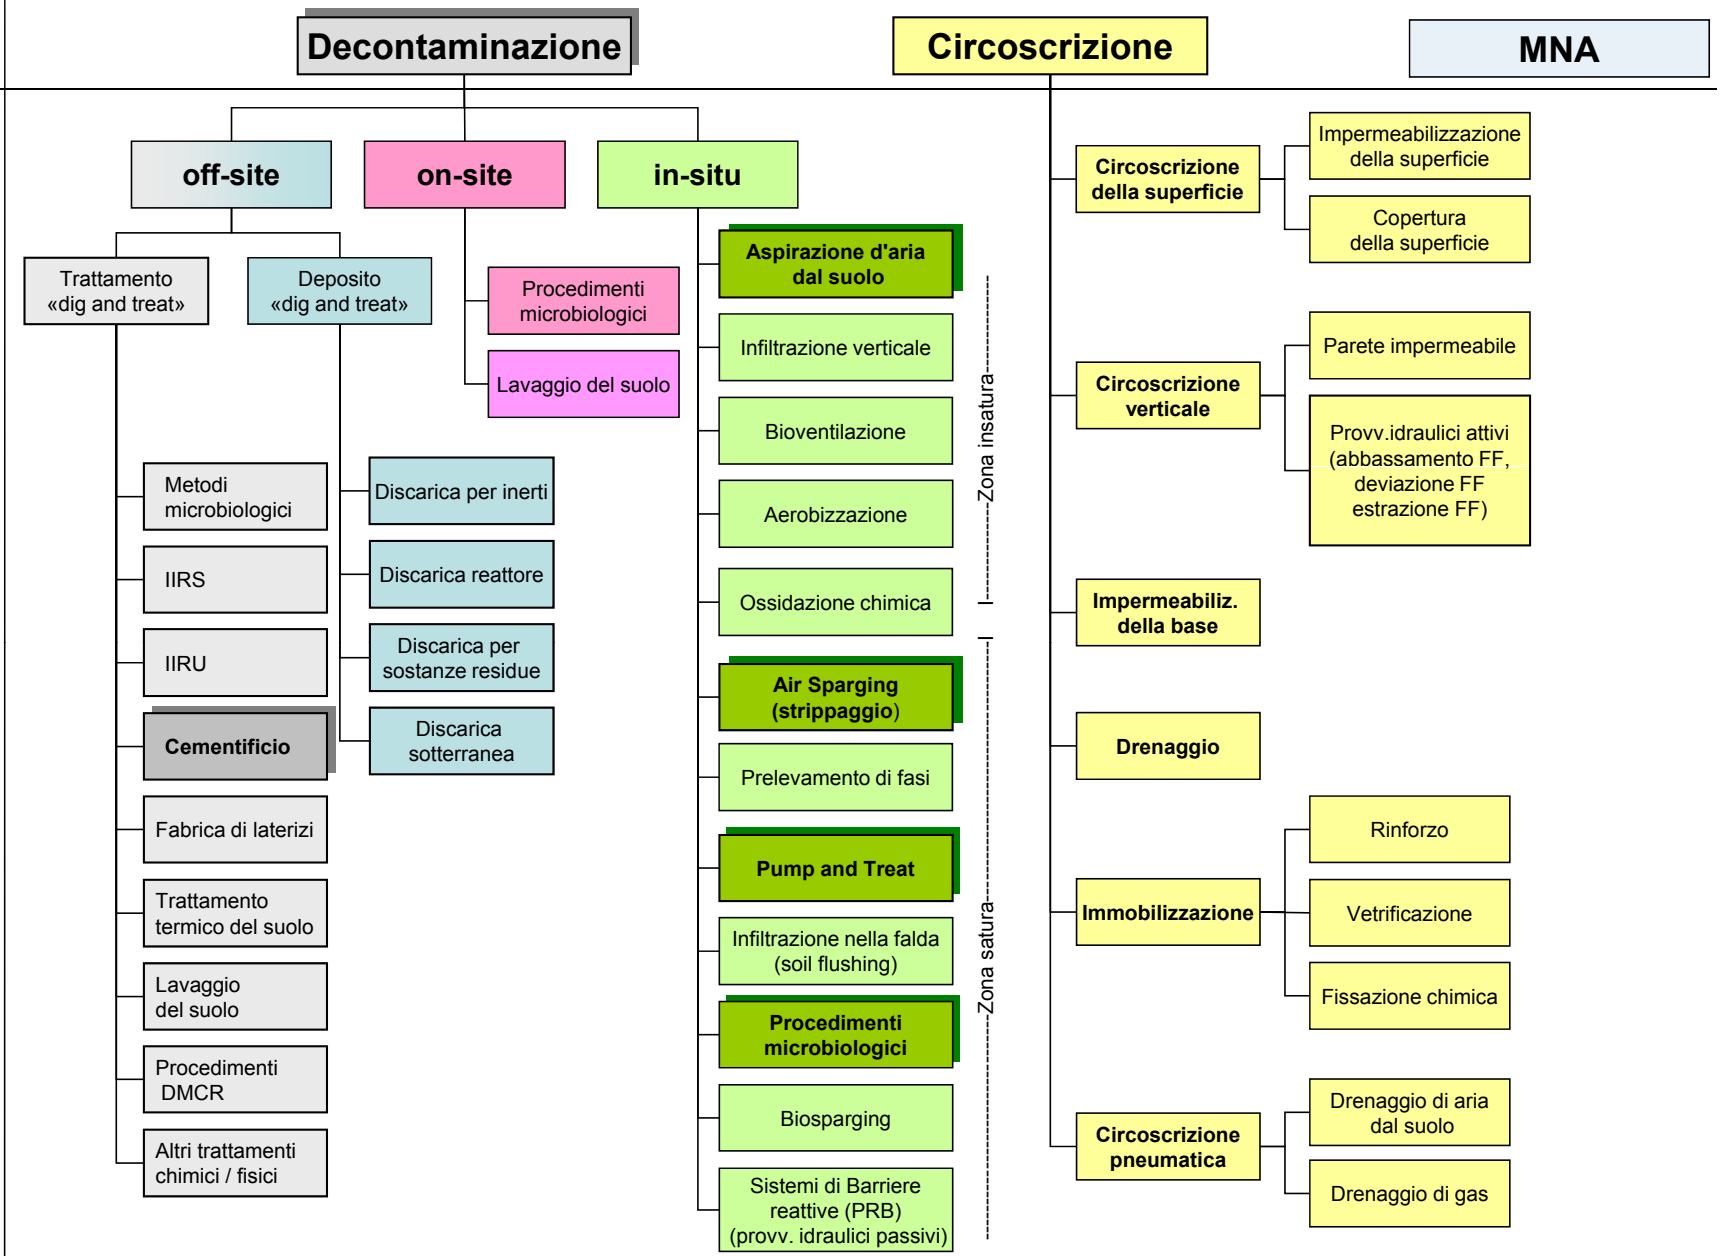 Decontaminazione
Circoscrizione
MNA
off-site
on-site
in-situ
Trattamento
«dig and treat»
Deposito
«dig and treat»
Metodi
microbiologici
IIRS
IIRU
Cementificio
Fabrica di laterizi
Trattamento
termico del suolo
Lavaggio
del suolo
Procedimenti
DMCR
Altri trattamenti
chimici / fisici
Discarica per inerti
Discarica reattore
Discarica per
sostanze residue
Discarica
sotterranea
Procedimenti
microbiologici
Lavaggio del suolo
Aspirazione d'aria
dal suolo
Infiltrazione verticale
Bioventilazione
Aerobizzazione
Ossidazione chimica
Air Sparging
(strippaggio)
Prelevamento di fasi
Pump and Treat
Infiltrazione nella falda
(soil flushing)
Procedimenti
microbiologici
Biosparging
Sistemi di Barriere
reattive (PRB)
(provv. idraulici passivi)
Zona insatura
Zona satura
Circoscrizione
della superficie
Impermeabilizzazione
della superficie
Copertura
della superficie
Circoscrizione
verticale
Parete impermeabile
Provv.idraulici attivi
(abbassamento FF,
deviazione FF
estrazione FF)
Impermeabiliz.
della base
Drenaggio
Immobilizzazione
Rinforzo
Vetrificazione
Fissazione chimica
Circoscrizione
pneumatica
Drenaggio di aria
dal suolo
Drenaggio di gas